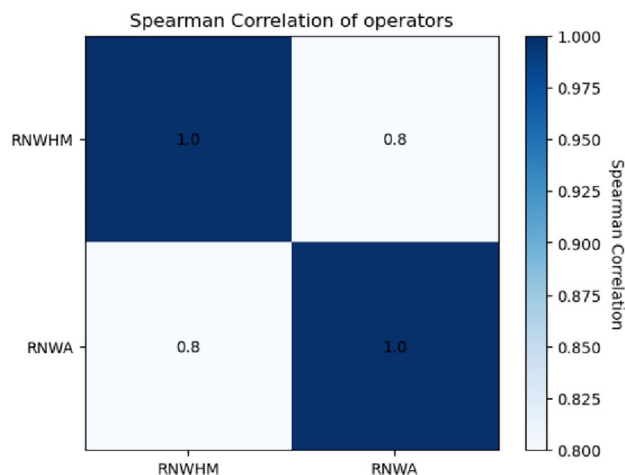 Spearman Correlation of operators
RNWHM
1.0
0.8
RNWA
0.8
1.0
RNWHM
RNWA
1.000
0.975
0.950
0.925
0.900
0.875
0.850
0.825
0.800
Spearman Correlation